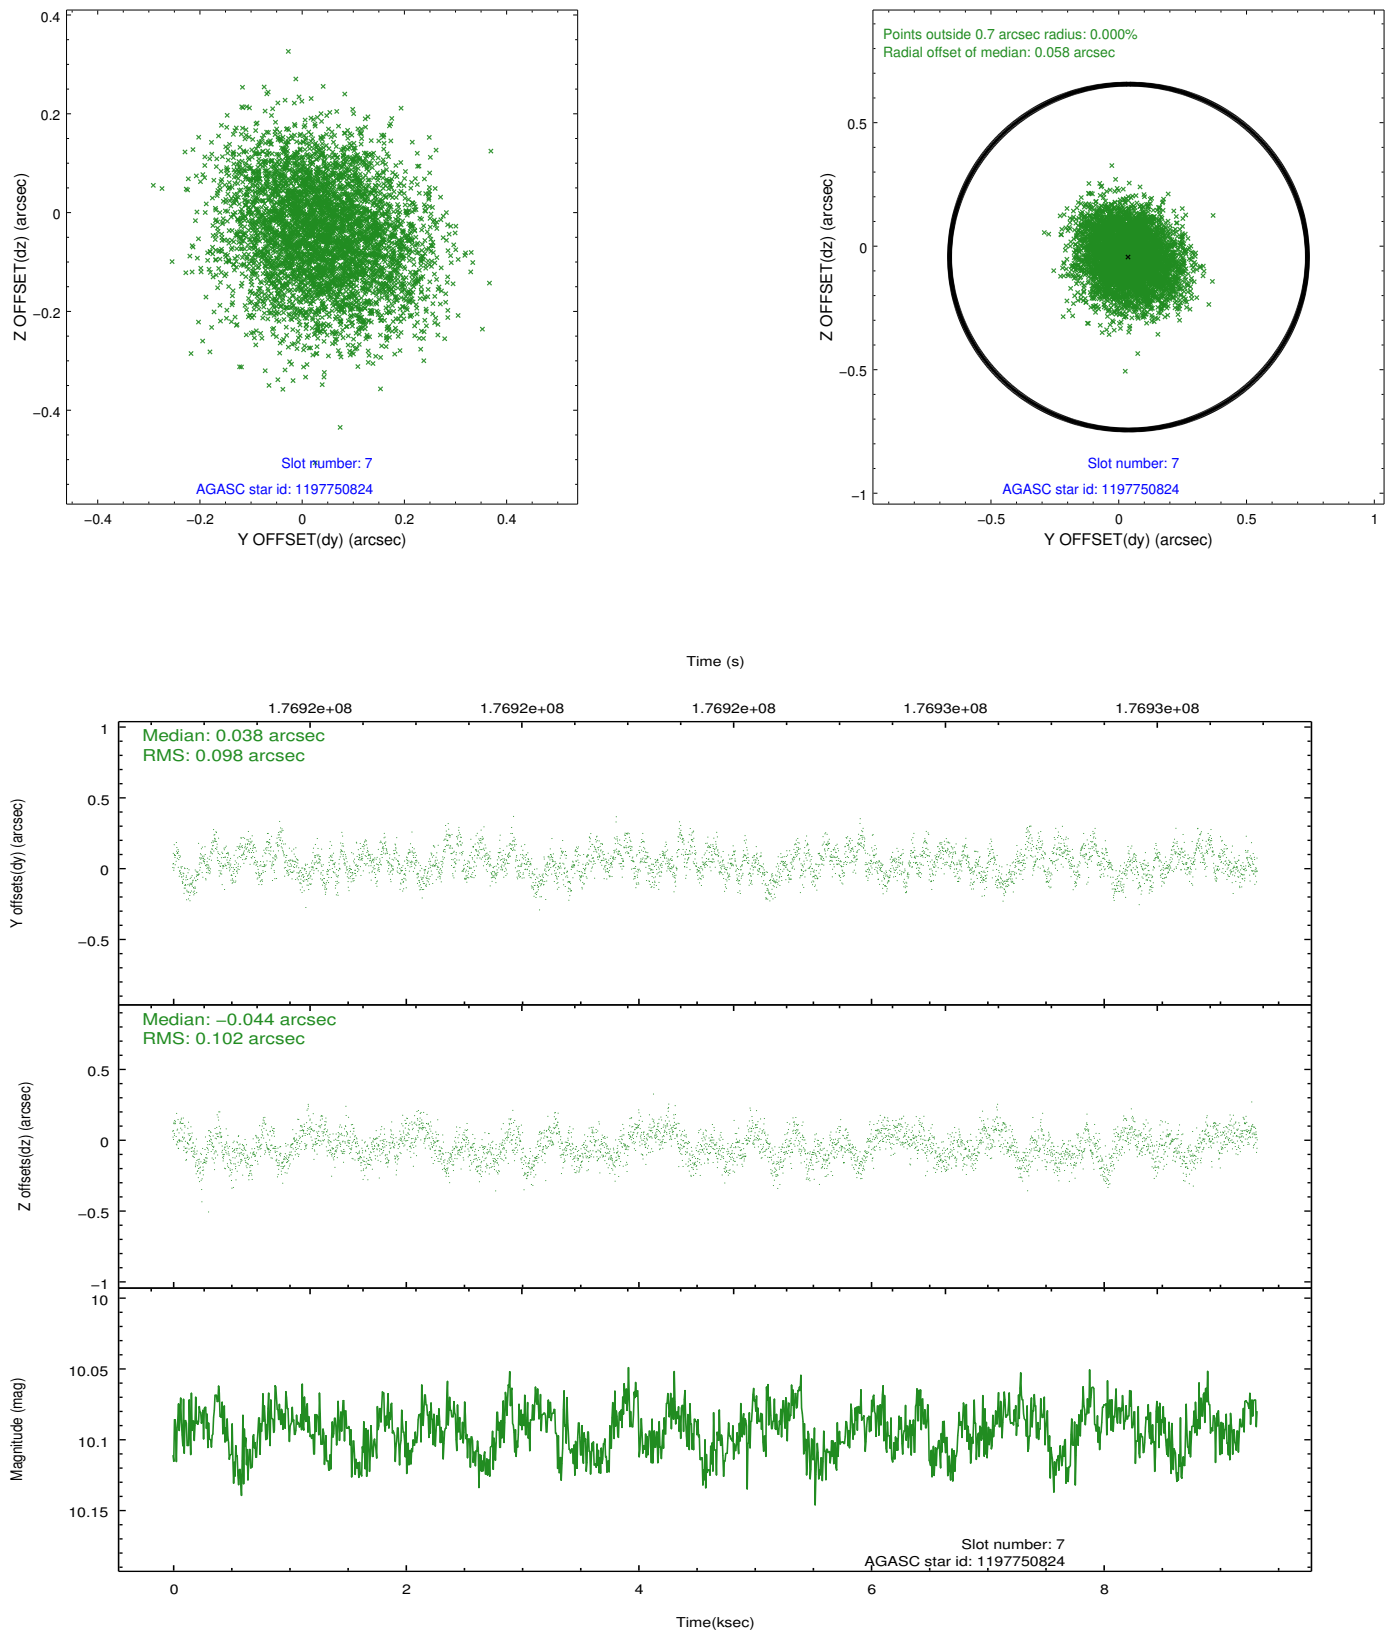 0.4
0.2
0
−0.2
−0.4
Z OFFSET(dz) (arcsec)
Slot number: 7
AGASC star id: 1197750824
−0.4 −0.2 0 0.2 0.4
Y OFFSET(dy) (arcsec)
Points outside 0.7 arcsec radius: 0.000%
Radial offset of median: 0.058 arcsec
0.5
0
−0.5
−1
Z OFFSET(dz) (arcsec)
Slot number: 7
AGASC star id: 1197750824
−0.5 0 0.5 1
Y OFFSET(dy) (arcsec)
Time (s)
1.7692e+08 1.7692e+08 1.7692e+08 1.7693e+08 1.7693e+08
Median: 0.038 arcsec
RMS: 0.098 arcsec
1
0.5
0
−0.5
Y offsets(dy) (arcsec)
Median: −0.044 arcsec
RMS: 0.102 arcsec
0.5
0
−0.5
−1
Z offsets(dz) (arcsec)
10
10.05
10.1
10.15
Magnitude (mag)
Slot number: 7
AGASC star id: 1197750824
0 2 4 6 8
Time(ksec)